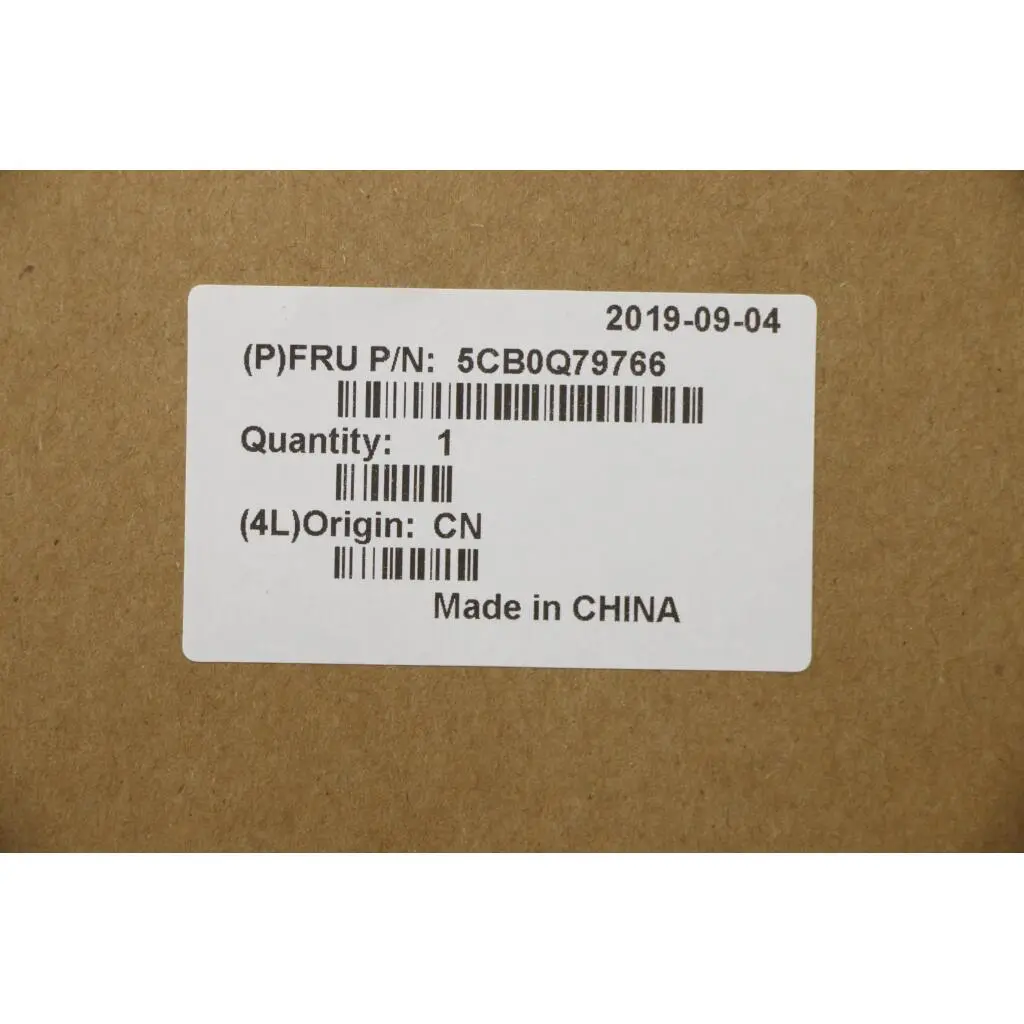 2019-09-04
(P)FRU P/N: 5CB0Q79766
Quantity: 1
(4L)Origin: CN
Made in CHINA